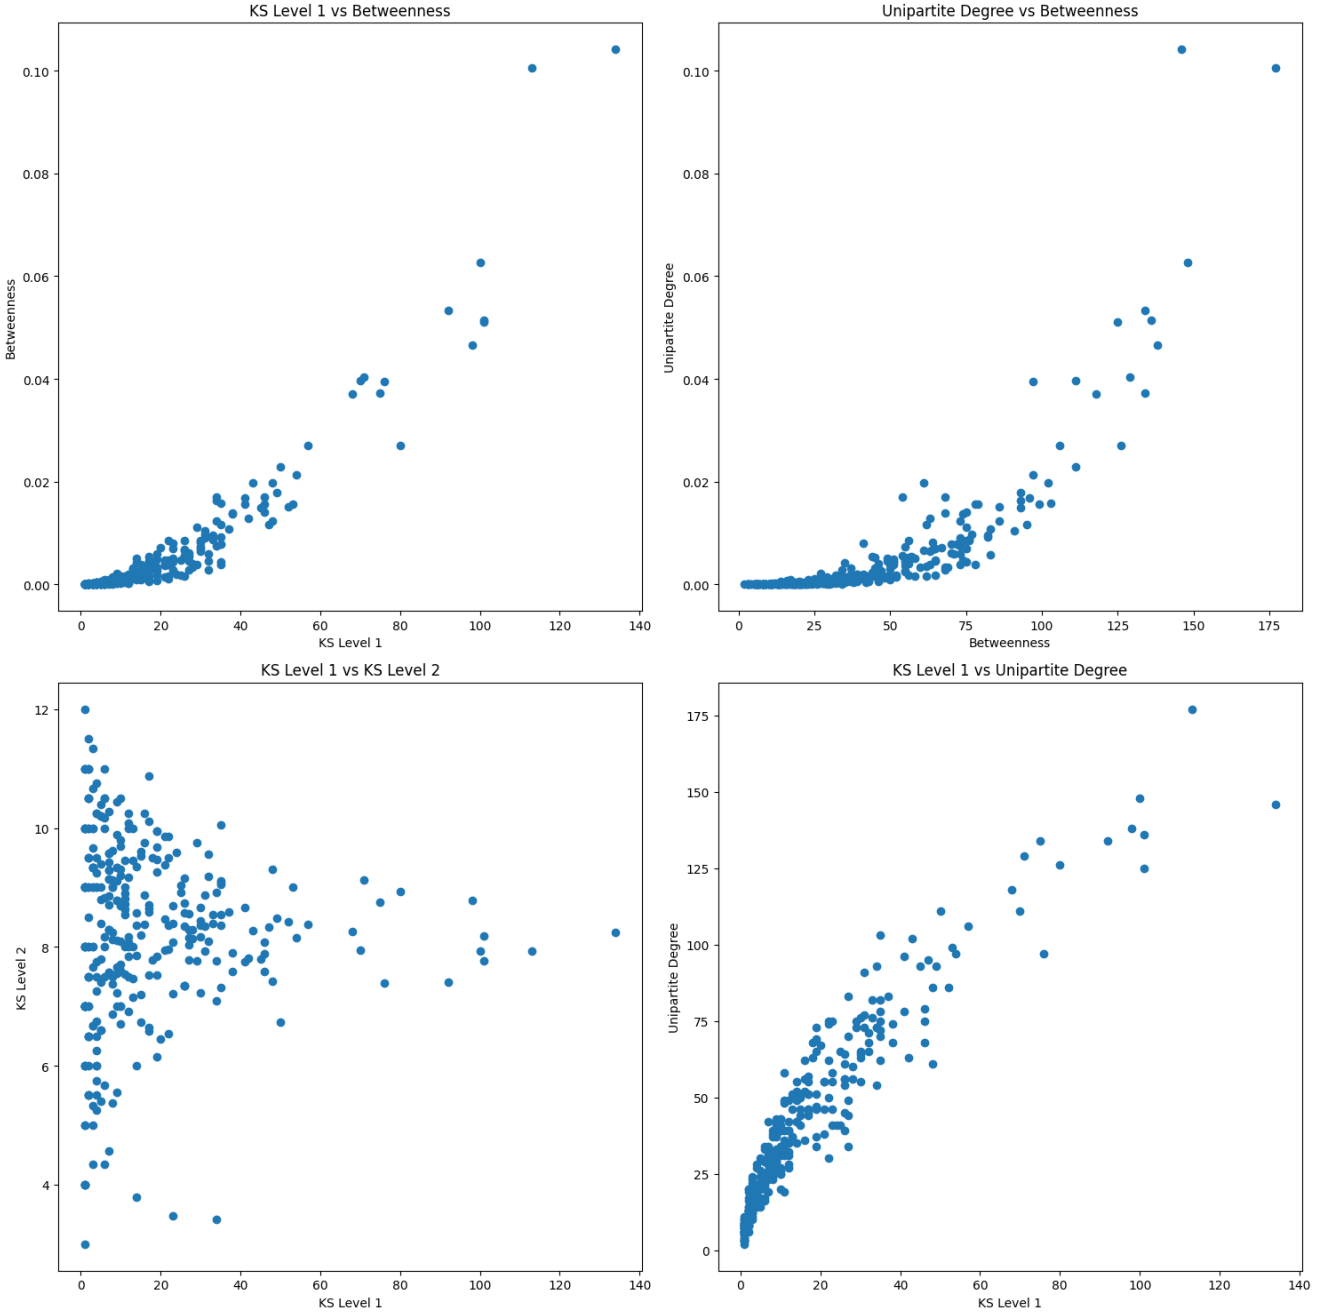 KS Level 1 vs Betweenness
0.10
0.08
0.06
0.04
0.02
0.00
Betweenness
0 20 40 60 80 100 120 140
KS Level 1
Unipartite Degree vs Betweenness
0.10
0.08
0.06
0.04
0.02
0.00
Unipartite Degree
0 25 50 75 100 125 150 175
Betweenness
KS Level 1 vs KS Level 2
12
10
8
6
4
KS Level 2
0 20 40 60 80 100 120 140
KS Level 1
KS Level 1 vs Unipartite Degree
175
150
125
100
75
50
25
0
Unipartite Degree
0 20 40 60 80 100 120 140
KS Level 1